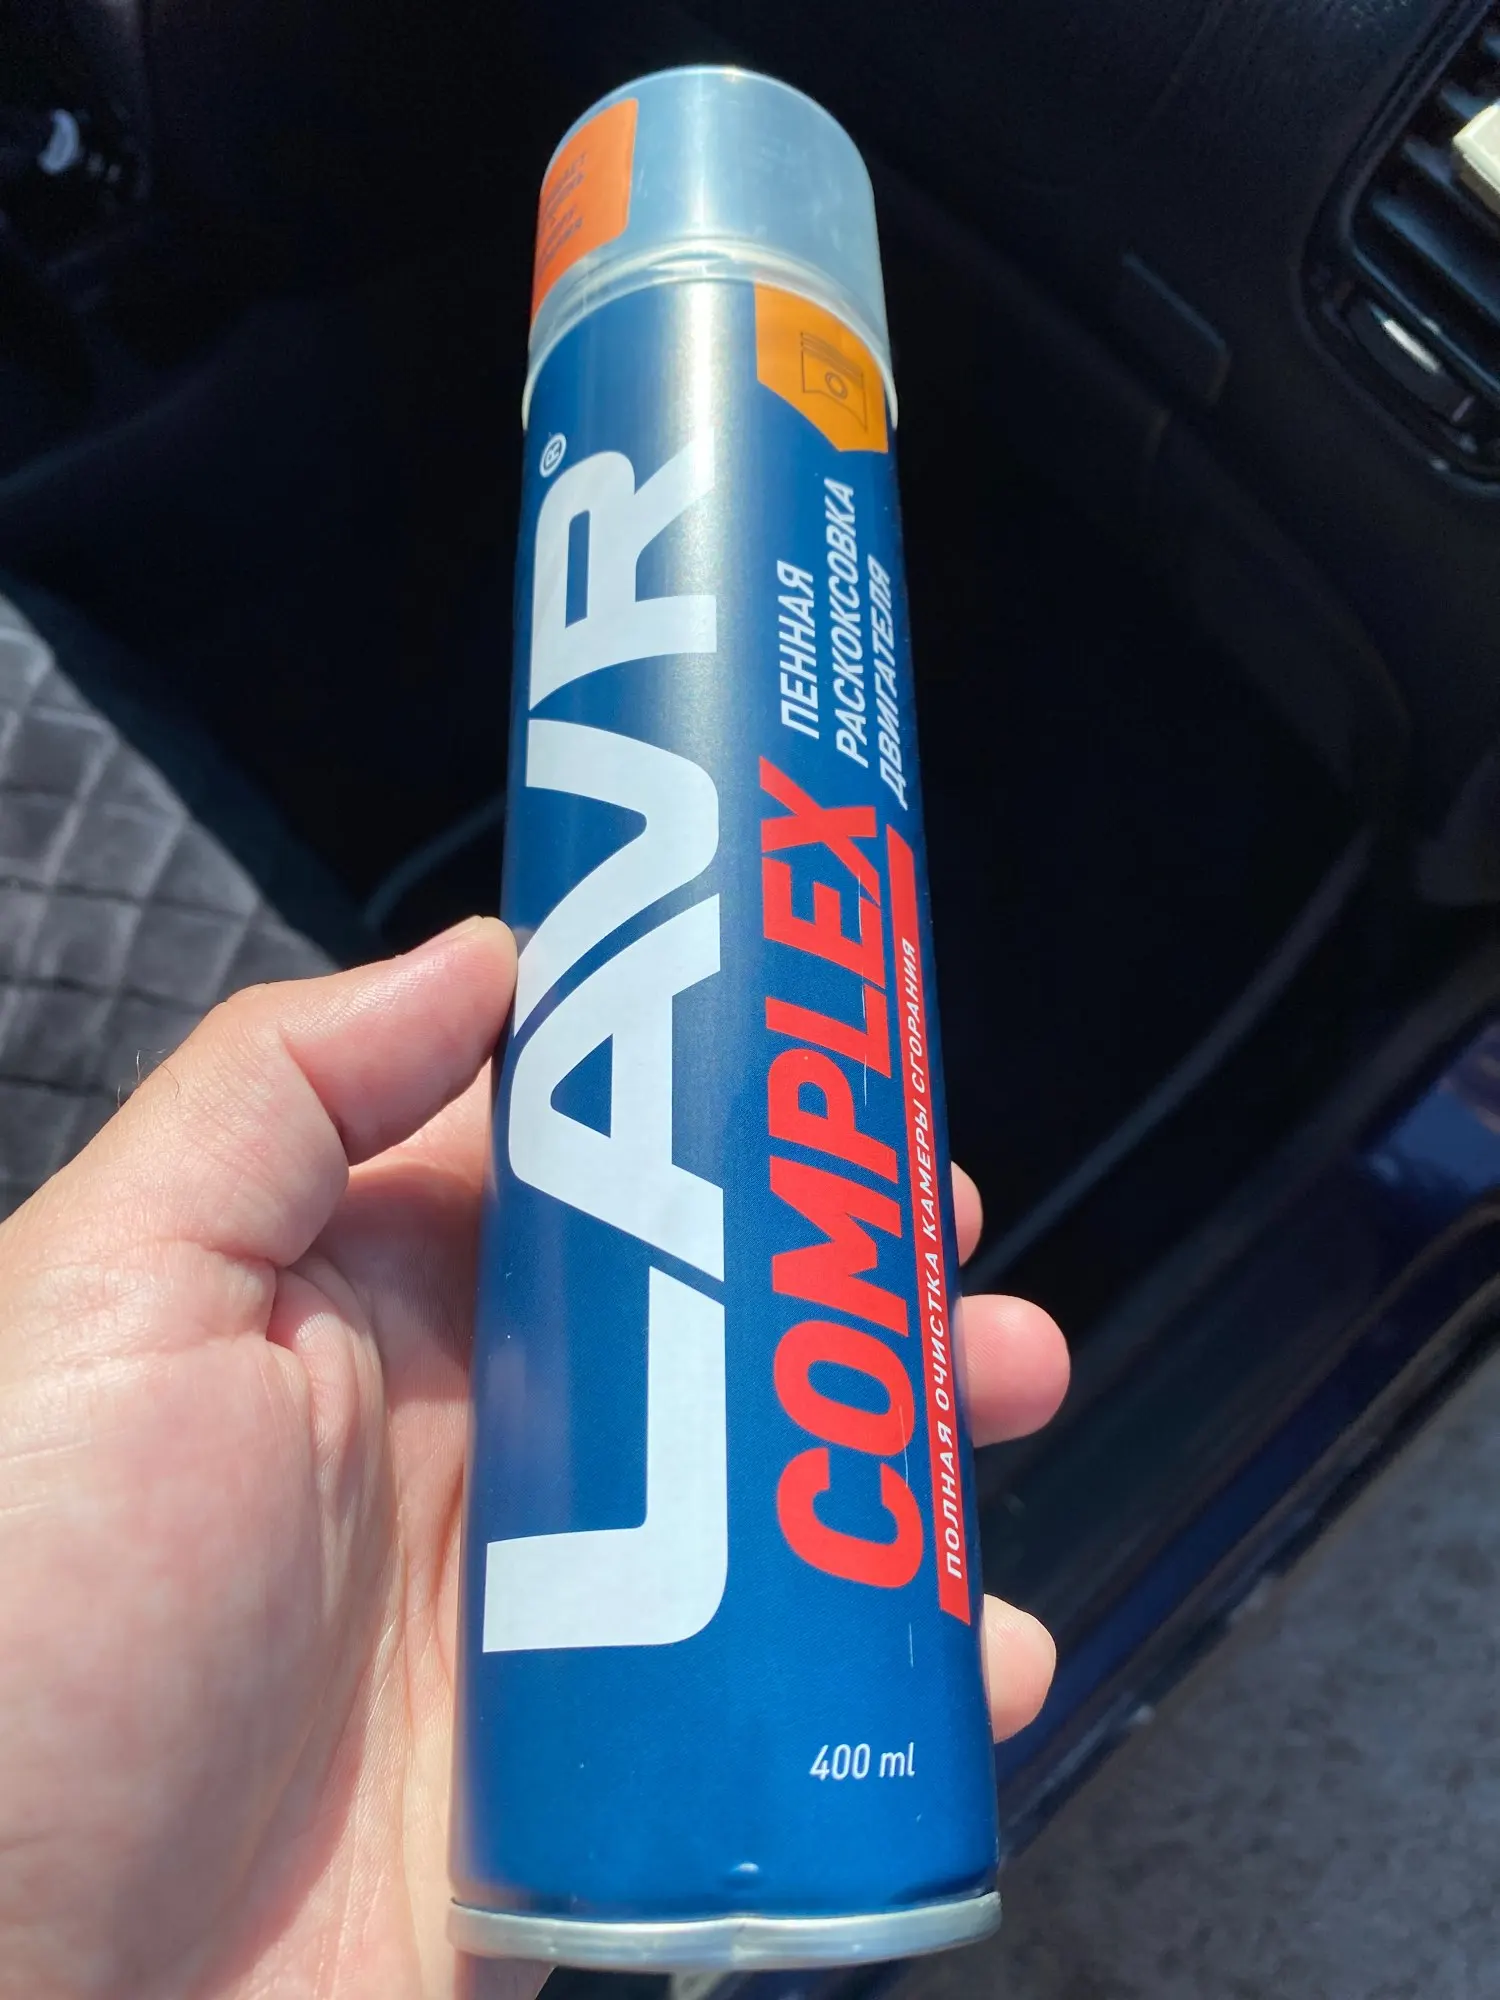 LAVR®
ПЕННАЯ
РАСКОКСОВКА
ДВИГАТЕЛЯ
COMPLEX
ПОЛНАЯ ОЧИСТКА КАМЕРЫ СГОРАНИЯ
400 ml